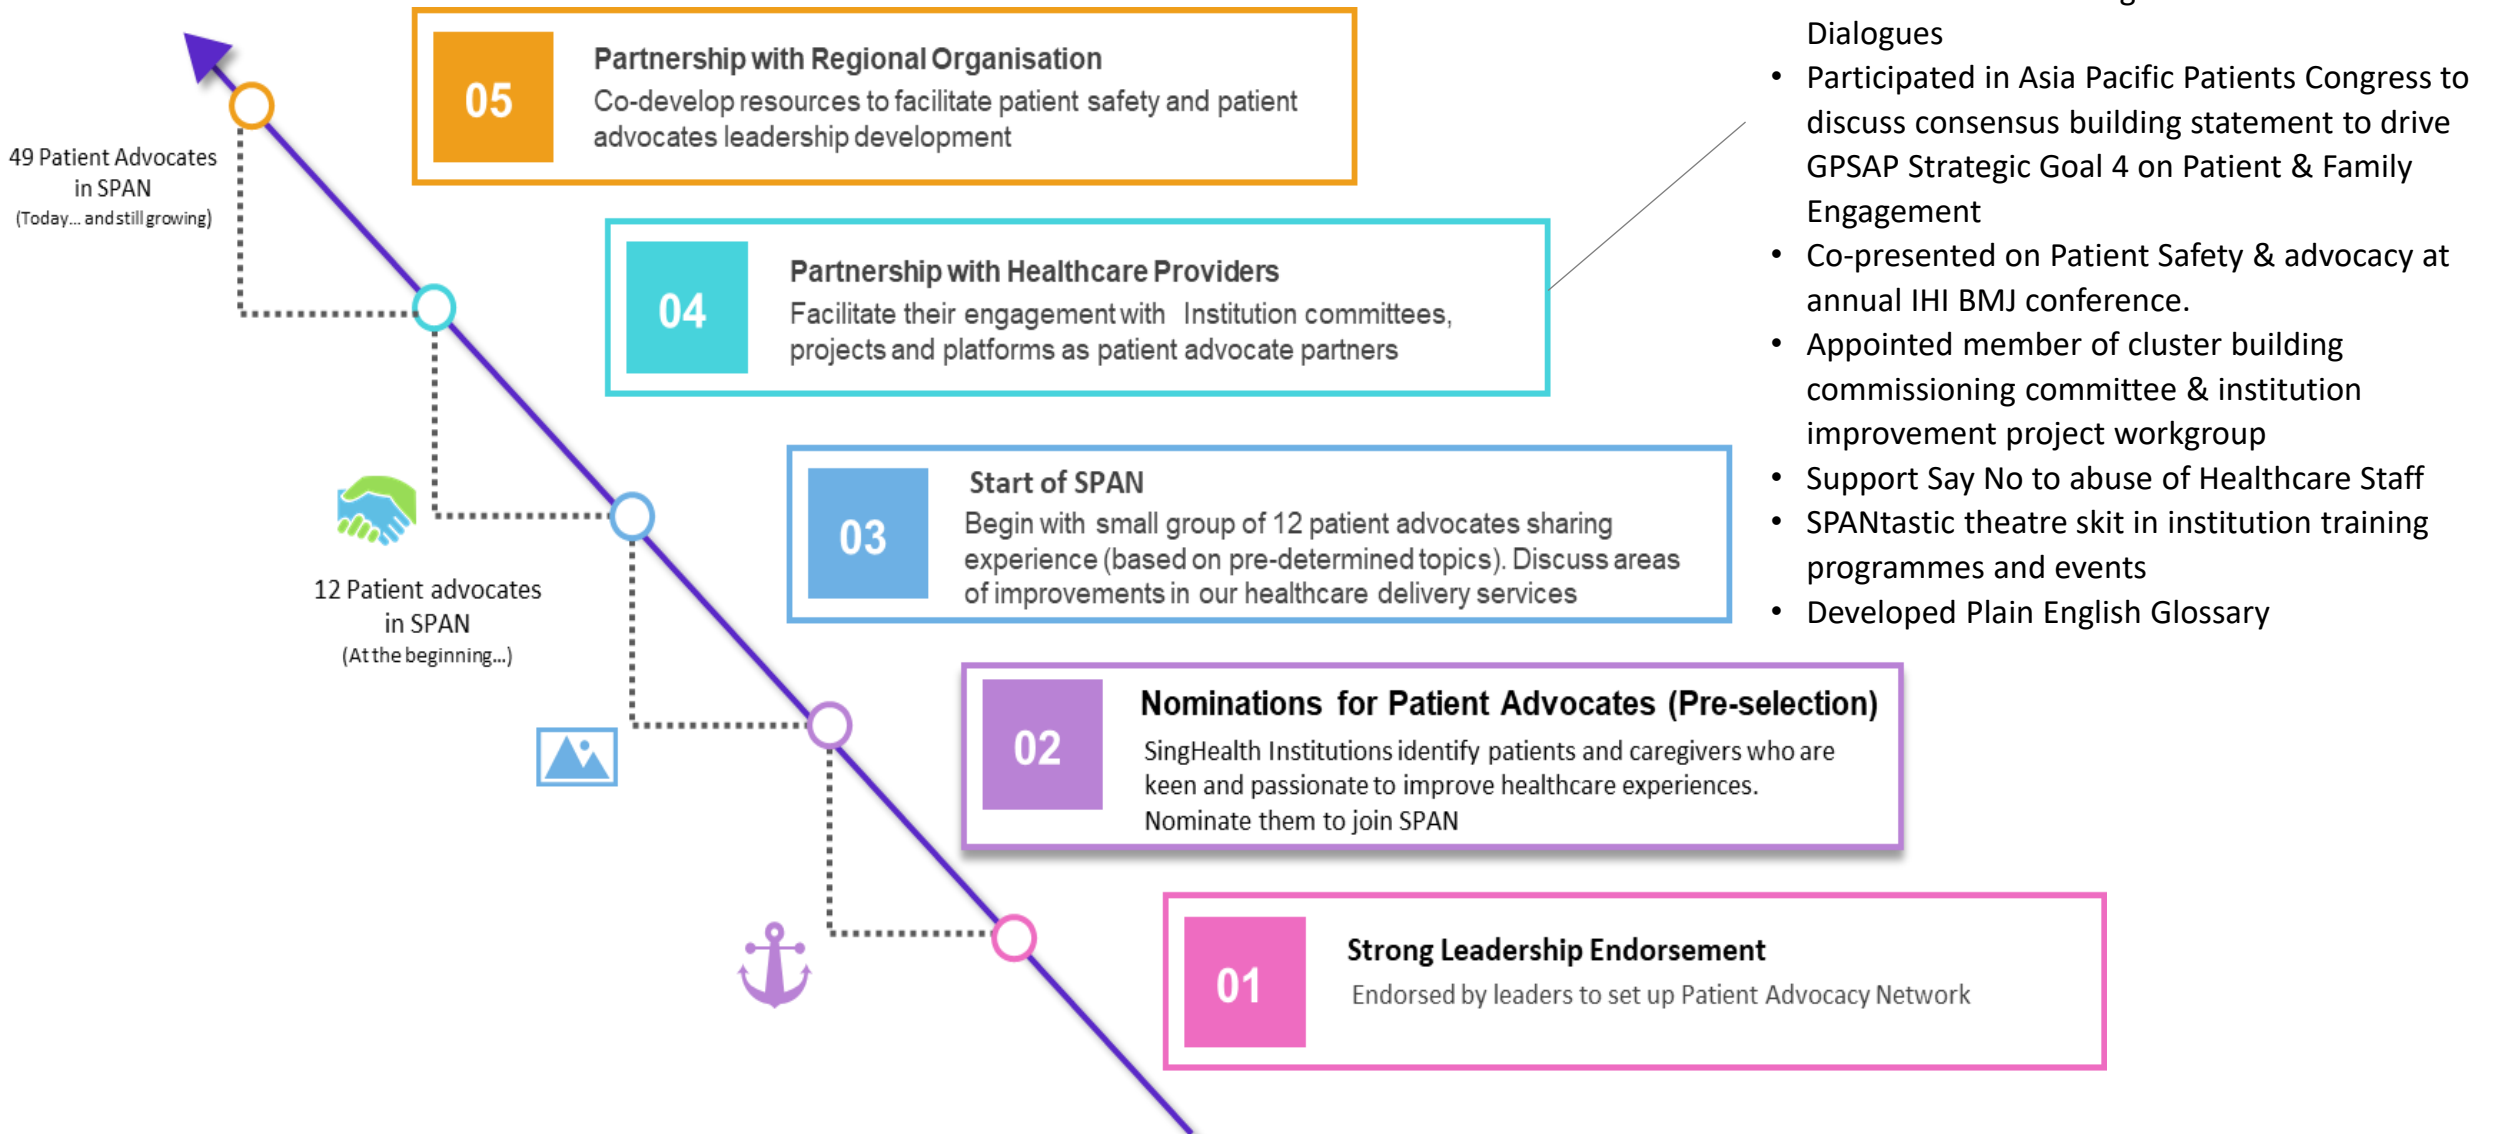 05
Partnership with Regional Organisation
Co-develop resources to facilitate patient safety and patient
advocates leadership development
49 Patient Advocates
in SPAN
(Today... and still growing)
04
Partnership with Healthcare Providers
Facilitate their engagement with Institution committees,
projects and platforms as patient advocate partners
03
Start of SPAN
Begin with small group of 12 patient advocates sharing
experience (based on pre-determined topics). Discuss areas
of improvements in our healthcare delivery services
12 Patient advocates
in SPAN
(At the beginning...)
02
Nominations for Patient Advocates (Pre-selection)
SingHealth Institutions identify patients and caregivers who are
keen and passionate to improve healthcare experiences.
Nominate them to join SPAN
01
Strong Leadership Endorsement
Endorsed by leaders to set up Patient Advocacy Network
Dialogues
• Participated in Asia Pacific Patients Congress to
discuss consensus building statement to drive
GPSAP Strategic Goal 4 on Patient & Family
Engagement
• Co-presented on Patient Safety & advocacy at
annual IHI BMJ conference.
• Appointed member of cluster building
commissioning committee & institution
improvement project workgroup
• Support Say No to abuse of Healthcare Staff
• SPANtastic theatre skit in institution training
programmes and events
• Developed Plain English Glossary